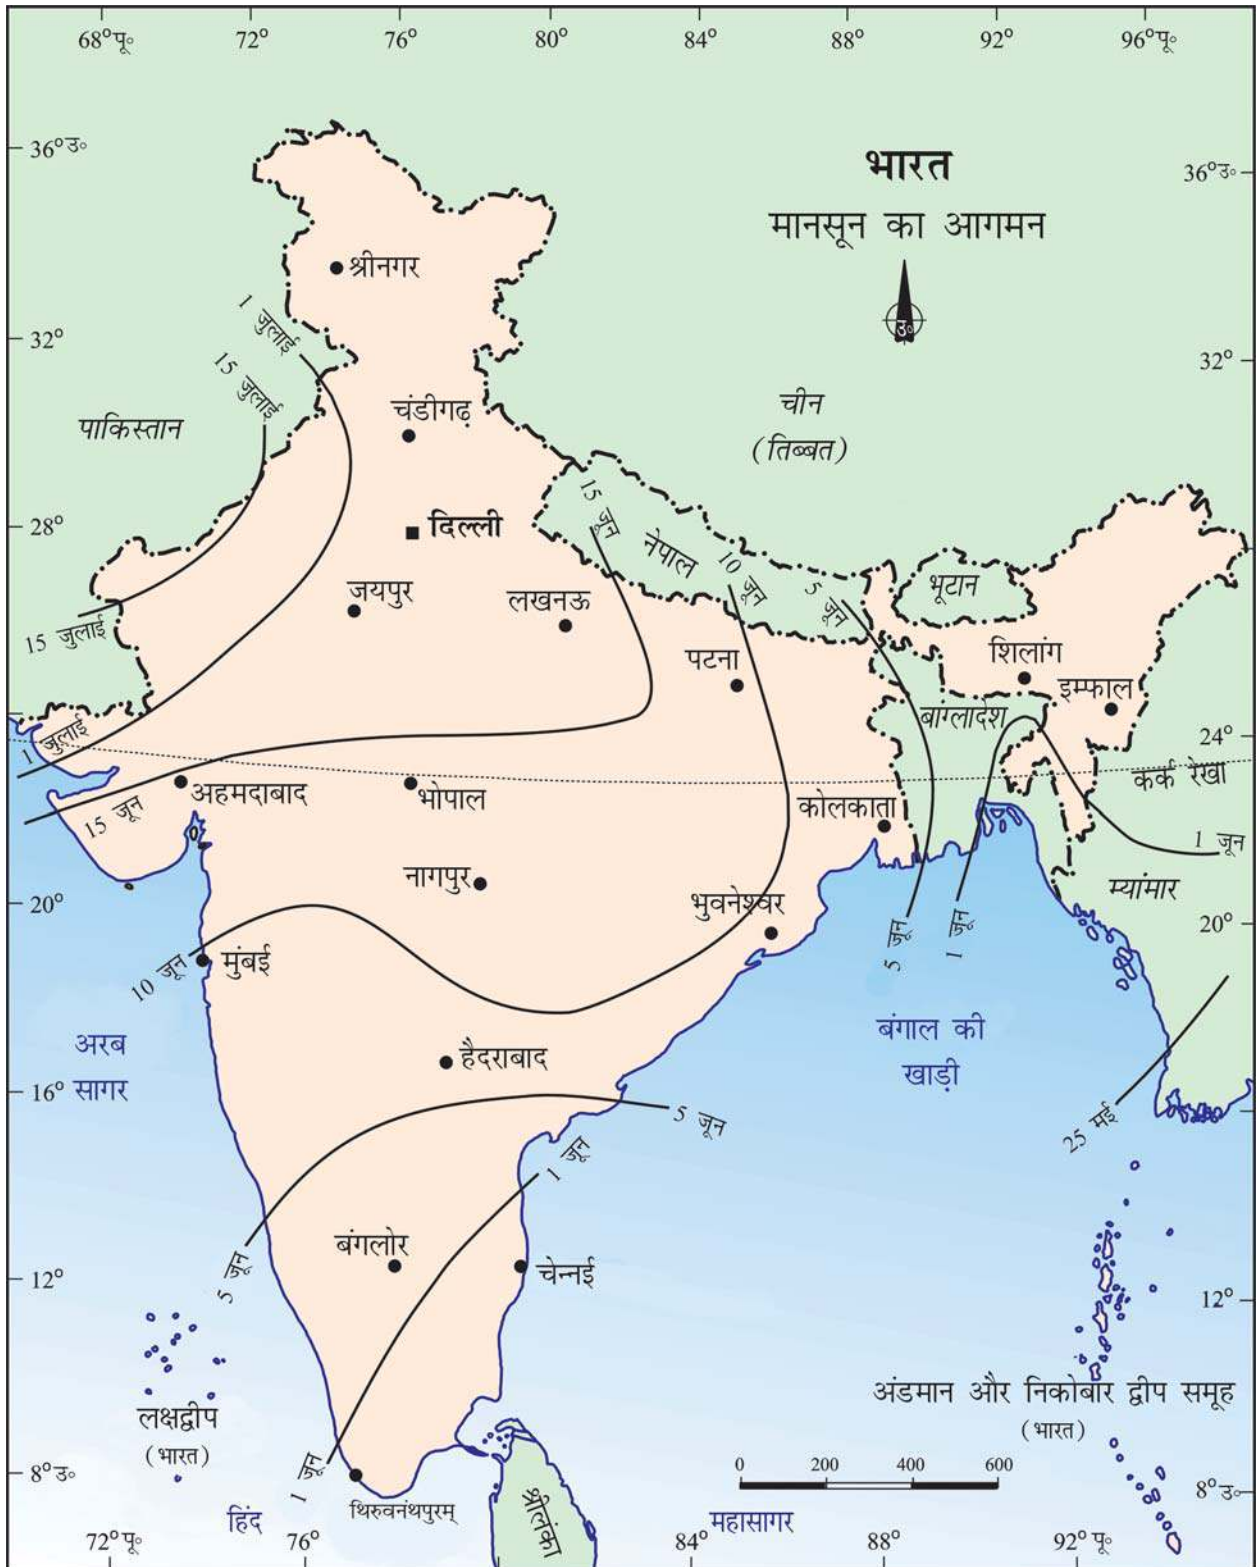 68°पू॰ 72° 76° 80° 84° 88° 92° 96°पू॰
36°उ॰
भारत
36°उ॰
मानसून का आगमन
श्रीनगर
उ॰
1 जुलाई
32°
32°
15 जुलाई
चंडीगढ़
चीन
पाकिस्तान
(तिब्बत)
28°
दिल्ली
15 जून
नेपाल
10 जून
5 जून
भूटान
जयपुर
लखनऊ
15 जुलाई
पटना
शिलांग
इम्फाल
बांग्लादेश
1 जुलाई
24°
कर्क रेखा
15 जून
अहमदाबाद
भोपाल
कोलकाता
1 जून
नागपुर
म्यांमार
20°
भुवनेश्वर
20°
5 जून
1 जून
10 जून
मुंबई
अरब
सागर
बंगाल की
खाड़ी
हैदराबाद
16°
5 जून
25 मई
1 जून
बंगलोर
चेन्नई
5 जून
12°
12°
लक्षद्वीप
(भारत)
अंडमान और निकोबार द्वीप समूह
(भारत)
0 200 400 600
8°उ॰
1 जून
8°उ॰
थिरुवनंथपुरम्
श्रीलंका
हिंद
महासागर
72°पू॰ 76° 84° 88° 92°पू॰